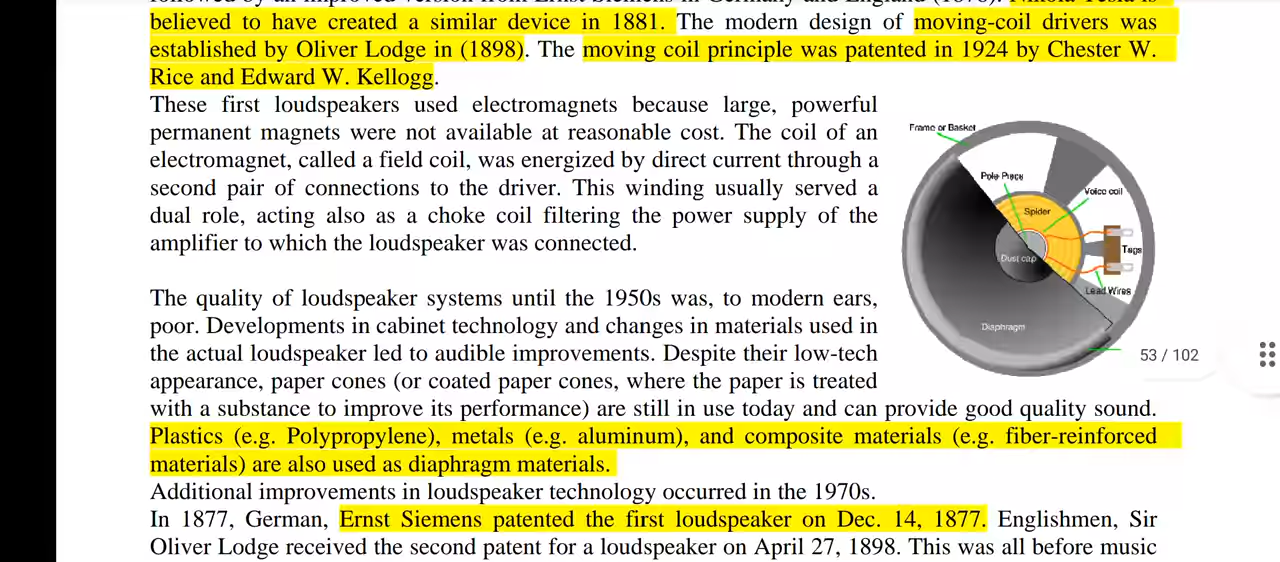 believed to have created a similar device in 1881. The modern design of moving-coil drivers was
established by Oliver Lodge in (1898). The moving coil principle was patented in 1924 by Chester W.
Rice and Edward W. Kellogg.
These first loudspeakers used electromagnets because large, powerful
permanent magnets were not available at reasonable cost. The coil of an
electromagnet, called a field coil, was energized by direct current through a
second pair of connections to the driver. This winding usually served a
dual role, acting also as a choke coil filtering the power supply of the
amplifier to which the loudspeaker was connected.
Frame or Basket
Pole Piece
Voice coil
Spider
Tags
Dust cap
Lead Wires
Diaphragm
53 / 102
The quality of loudspeaker systems until the 1950s was, to modern ears,
poor. Developments in cabinet technology and changes in materials used in
the actual loudspeaker led to audible improvements. Despite their low-tech
appearance, paper cones (or coated paper cones, where the paper is treated
with a substance to improve its performance) are still in use today and can provide good quality sound.
Plastics (e.g. Polypropylene), metals (e.g. aluminum), and composite materials (e.g. fiber-reinforced
materials) are also used as diaphragm materials.
Additional improvements in loudspeaker technology occurred in the 1970s.
In 1877, German, Ernst Siemens patented the first loudspeaker on Dec. 14, 1877. Englishmen, Sir
Oliver Lodge received the second patent for a loudspeaker on April 27, 1898. This was all before music